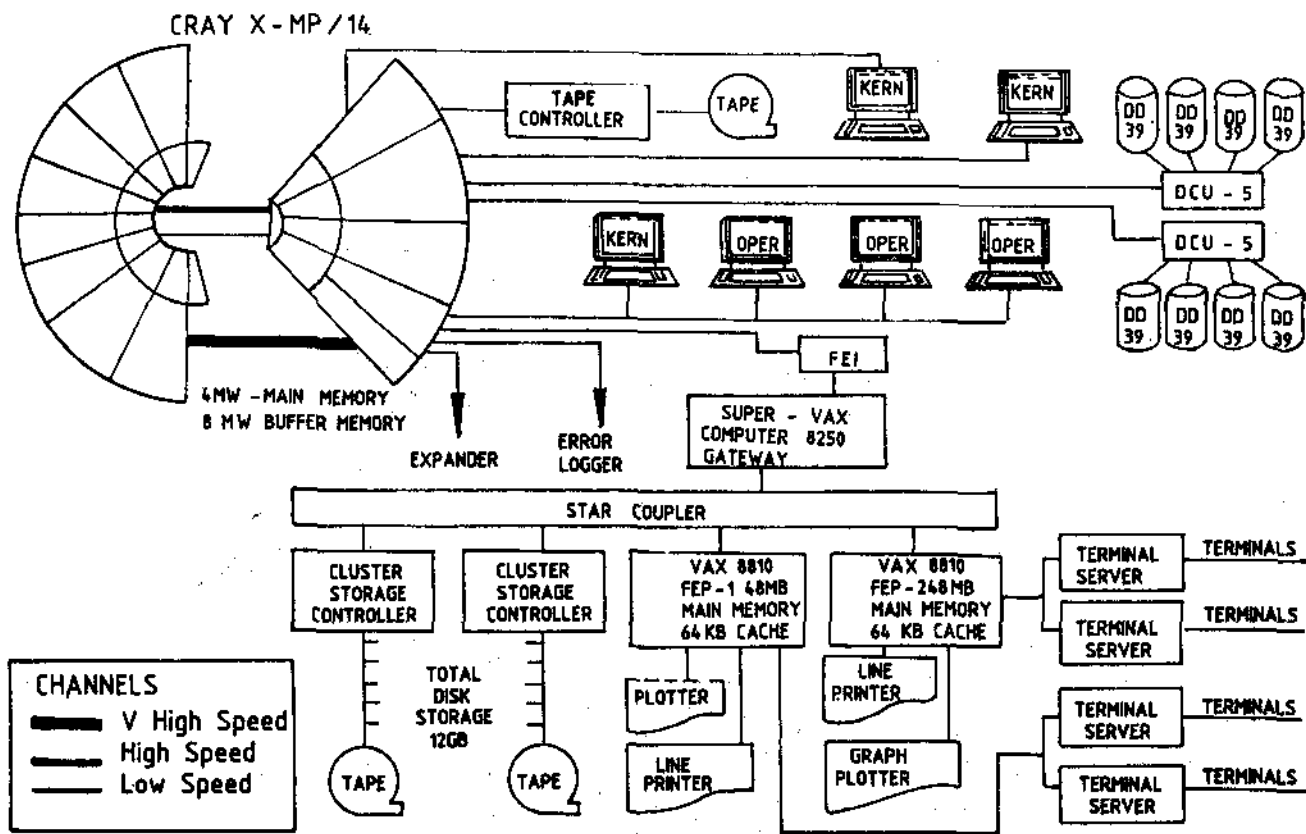 CRAY X-MP/14
TAPE
CONTROLLER
TAPE
KERN
KERN
DD
39
DD
39
DD
39
DD
39
DCU - 5
DCU - 5
DD
39
DD
39
DD
39
DD
39
KERN
OPER
OPER
OPER
FEI
4MW -MAIN MEMORY
8 MW BUFFER MEMORY
EXPANDER
ERROR
LOGGER
SUPER - VAX
COMPUTER 8250
GATEWAY
STAR COUPLER
CLUSTER
STORAGE
CONTROLLER
CLUSTER
STORAGE
CONTROLLER
VAX 8810
FEP-1 48MB
MAIN MEMORY
64 KB CACHE
VAX 8810
FEP-248MB
MAIN MEMORY
64 KB CACHE
TERMINAL
SERVER
TERMINALS
TERMINAL
SERVER
TERMINALS
TOTAL
DISK
STORAGE
12GB
TAPE
TAPE
PLOTTER
LINE
PRINTER
LINE
PRINTER
GRAPH
PLOTTER
TERMINAL
SERVER
TERMINALS
TERMINAL
SERVER
TERMINALS
CHANNELS
V High Speed
High Speed
Low Speed